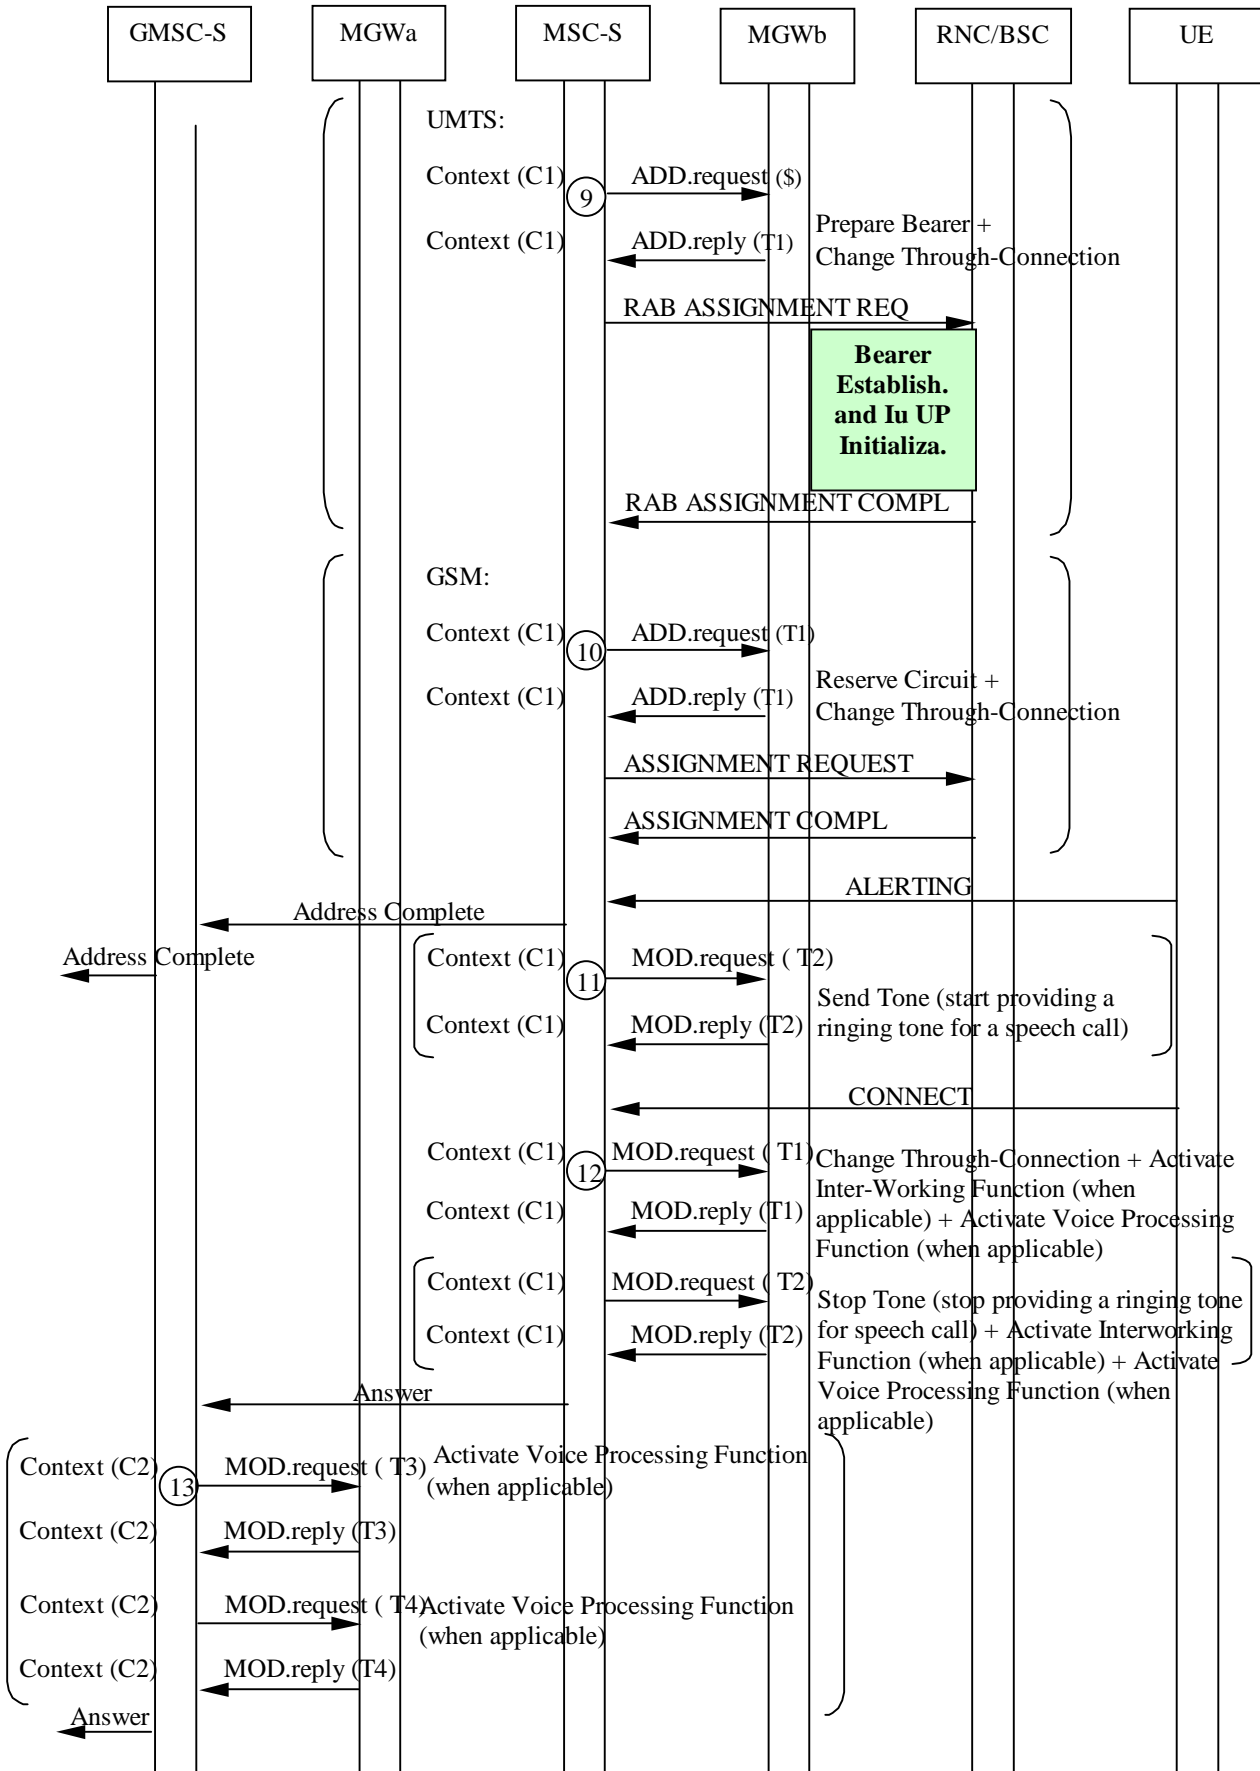 GMSC-S
MGWa
MSC-S
MGWb
RNC/BSC
UE
UMTS:
Context (C1)
9
ADD.request ($)
Context (C1)
ADD.reply (T1)
Prepare Bearer +
Change Through-Connection
RAB ASSIGNMENT REQ
Bearer
Establish.
and Iu UP
Initializa.
RAB ASSIGNMENT COMPL
GSM:
Context (C1)
10
ADD.request (T1)
Context (C1)
ADD.reply (T1)
Reserve Circuit +
Change Through-Connection
ASSIGNMENT REQUEST
ASSIGNMENT COMPL
ALERTING
Address Complete
Address Complete
Context (C1)
11
MOD.request ( T2)
Context (C1)
MOD.reply (T2)
Send Tone (start providing a
ringing tone for a speech call)
CONNECT
Context (C1)
12
MOD.request ( T1)
Context (C1)
MOD.reply (T1)
Change Through-Connection + Activate
Inter-Working Function (when
applicable) + Activate Voice Processing
Function (when applicable)
Context (C1)
MOD.request ( T2)
Context (C1)
MOD.reply (T2)
Stop Tone (stop providing a ringing tone
for speech call) + Activate Interworking
Function (when applicable) + Activate
Voice Processing Function (when
applicable)
Answer
Context (C2)
13
MOD.request ( T3)
Activate Voice Processing Function
(when applicable)
Context (C2)
MOD.reply (T3)
Context (C2)
MOD.request ( T4)
Activate Voice Processing Function
(when applicable)
Context (C2)
MOD.reply (T4)
Answer